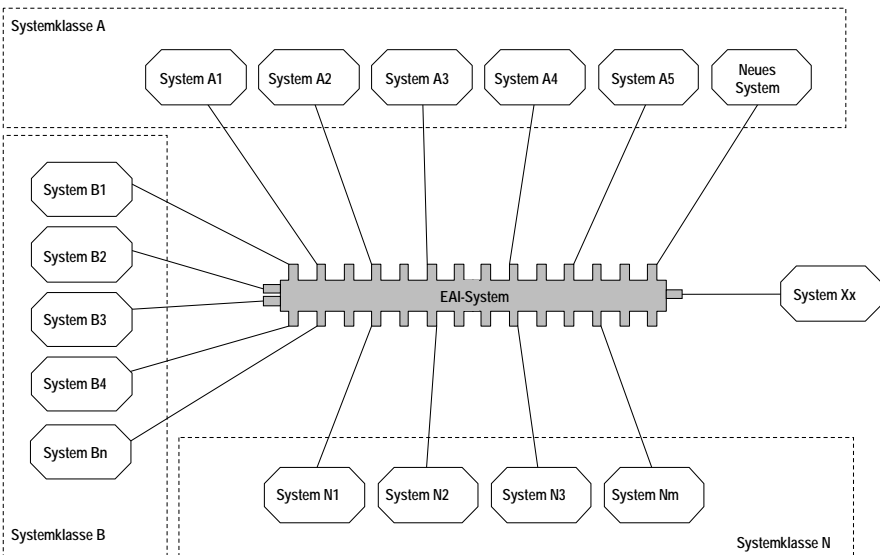 Systemklasse A
System A1
System A2
System A3
System A4
System A5
Neues
System
System B1
System B2
System B3
System B4
System Bn
EAI-System
System Xx
System N1
System N2
System N3
System Nm
Systemklasse B
Systemklasse N